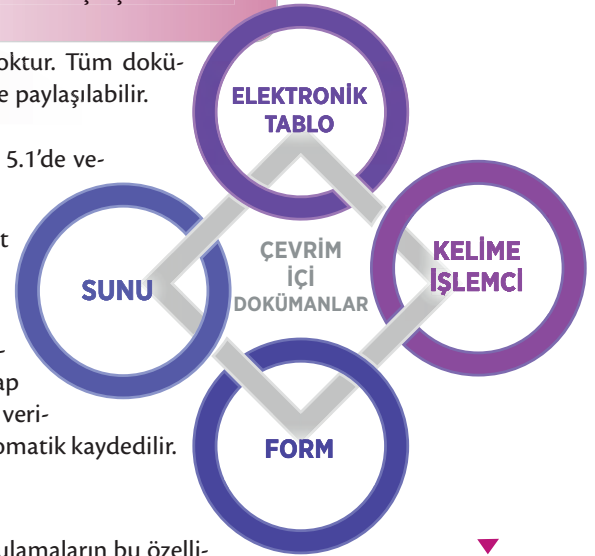 oktur. Tüm dokü-
e paylaşılabilir.
5.1'de ve-
t
-
ap
veri-
omatik kaydedilir.
ulamaların bu özelli-
ELEKTRONİK
TABLO
SUNU
ÇEVRİM
İÇİ
DOKÜMANLAR
KELİME
İŞLEMCİ
FORM